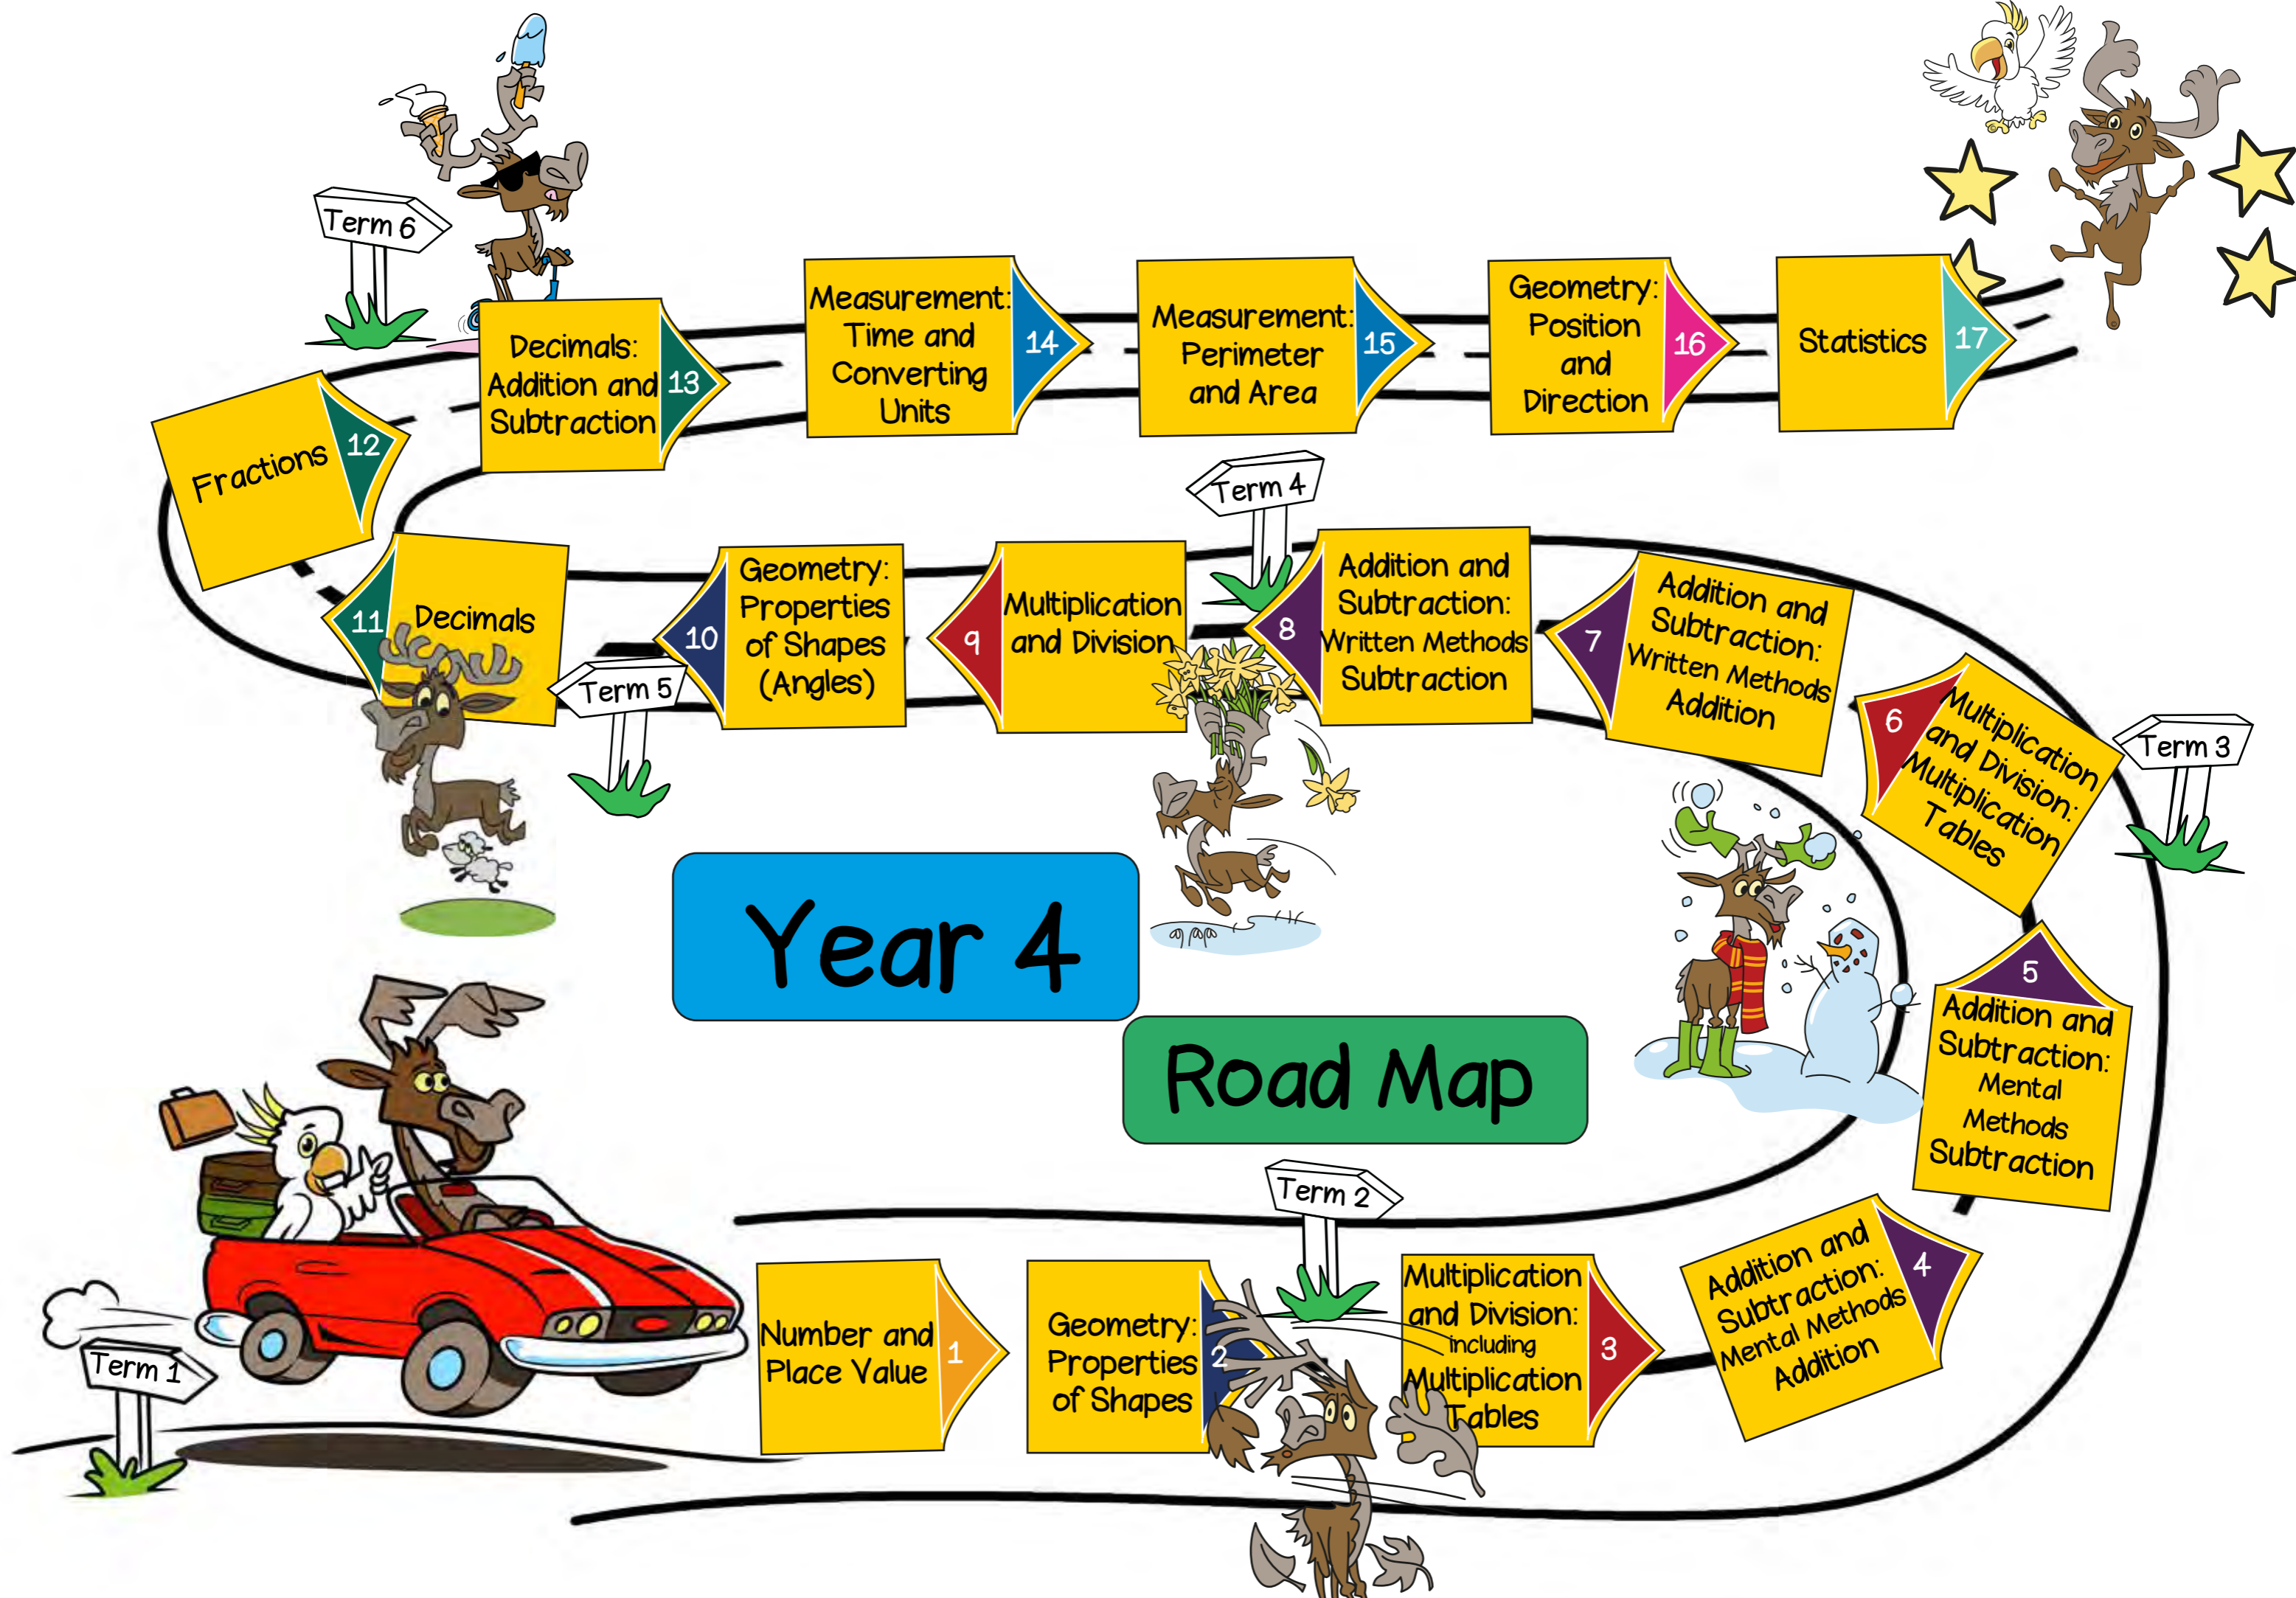 Term 6
Decimals:
Addition and
Subtraction
13
Measurement:
Time and
Converting
Units
14
Measurement:
Perimeter
and Area
15
Geometry:
Position
and
Direction
16
Statistics
17
Fractions
12
Term 4
11
Decimals
Term 5
10
Geometry:
Properties
of Shapes
(Angles)
9
Multiplication
and Division
8
Addition and
Subtraction:
Written Methods
Subtraction
7
Addition and
Subtraction:
Written Methods
Addition
6
Multiplication
and Division:
Multiplication
Tables
Term 3
5
Addition and
Subtraction:
Mental
Methods
Subtraction
Year 4
Road Map
Term 2
Term 1
Number and
Place Value
1
Geometry:
Properties
of Shapes
2
Multiplication
and Division:
including
Multiplication
Tables
3
Addition and
Subtraction:
Mental Methods
Addition
4